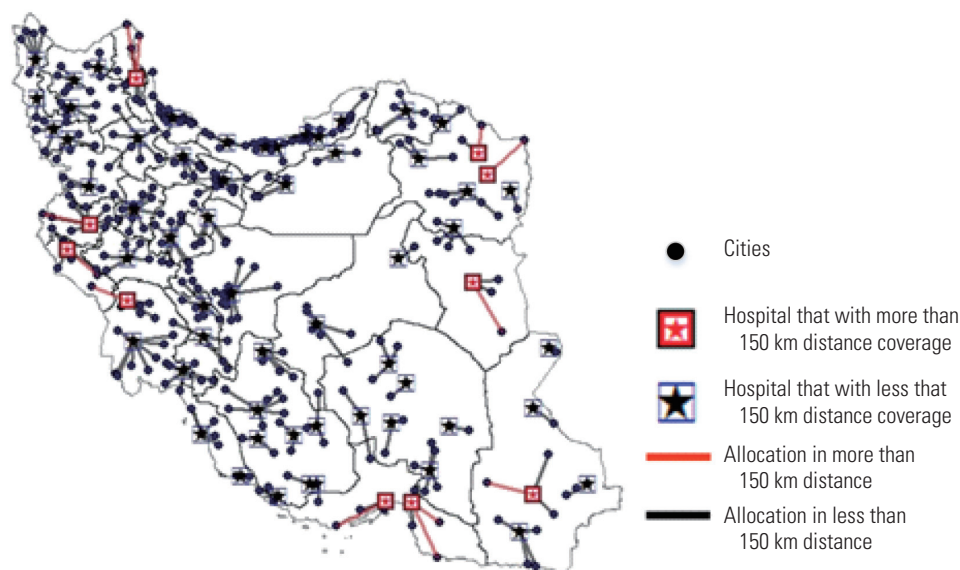 Cities
Hospital that with more than
150 km distance coverage
Hospital that with less that
150 km distance coverage
Allocation in more than
150 km distance
Allocation in less than
150 km distance